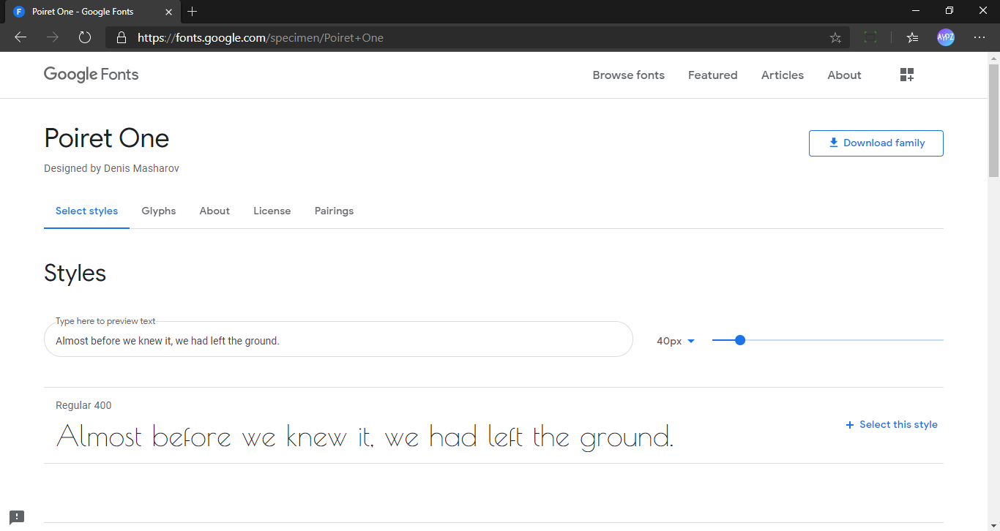 Poiret One - Google Fonts
https://fonts.google.com/specimen/Poiret+One
AYPZ
Google Fonts
Browse fonts Featured Articles About
Poiret One
Download family
Designed by Denis Masharov
Select styles Glyphs About License Pairings
Styles
Type here to preview text
Almost before we knew it, we had left the ground.
40px
Regular 400
Almost before we knew it, we had left the ground.
+ Select this style